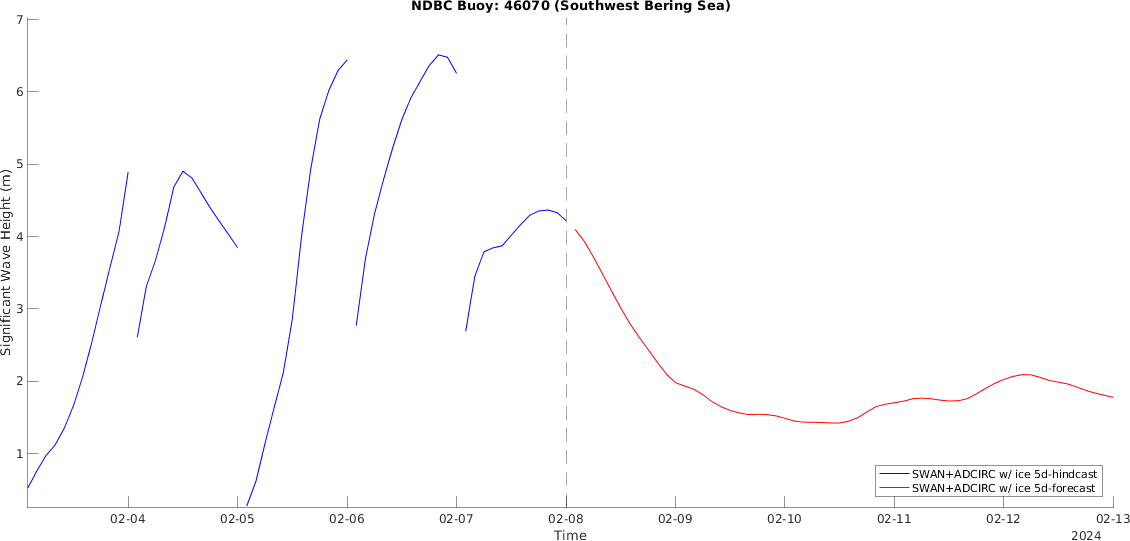 NDBC Buoy: 46070 (Southwest Bering Sea)
Significant Wave Height (m)
7
6
5
4
3
2
1
SWAN+ADCIRC w/ ice 5d-hindcast
SWAN+ADCIRC w/ ice 5d-forecast
02-04 02-05 02-06 02-07 02-08 02-09 02-10 02-11 02-12 02-13
Time
2024